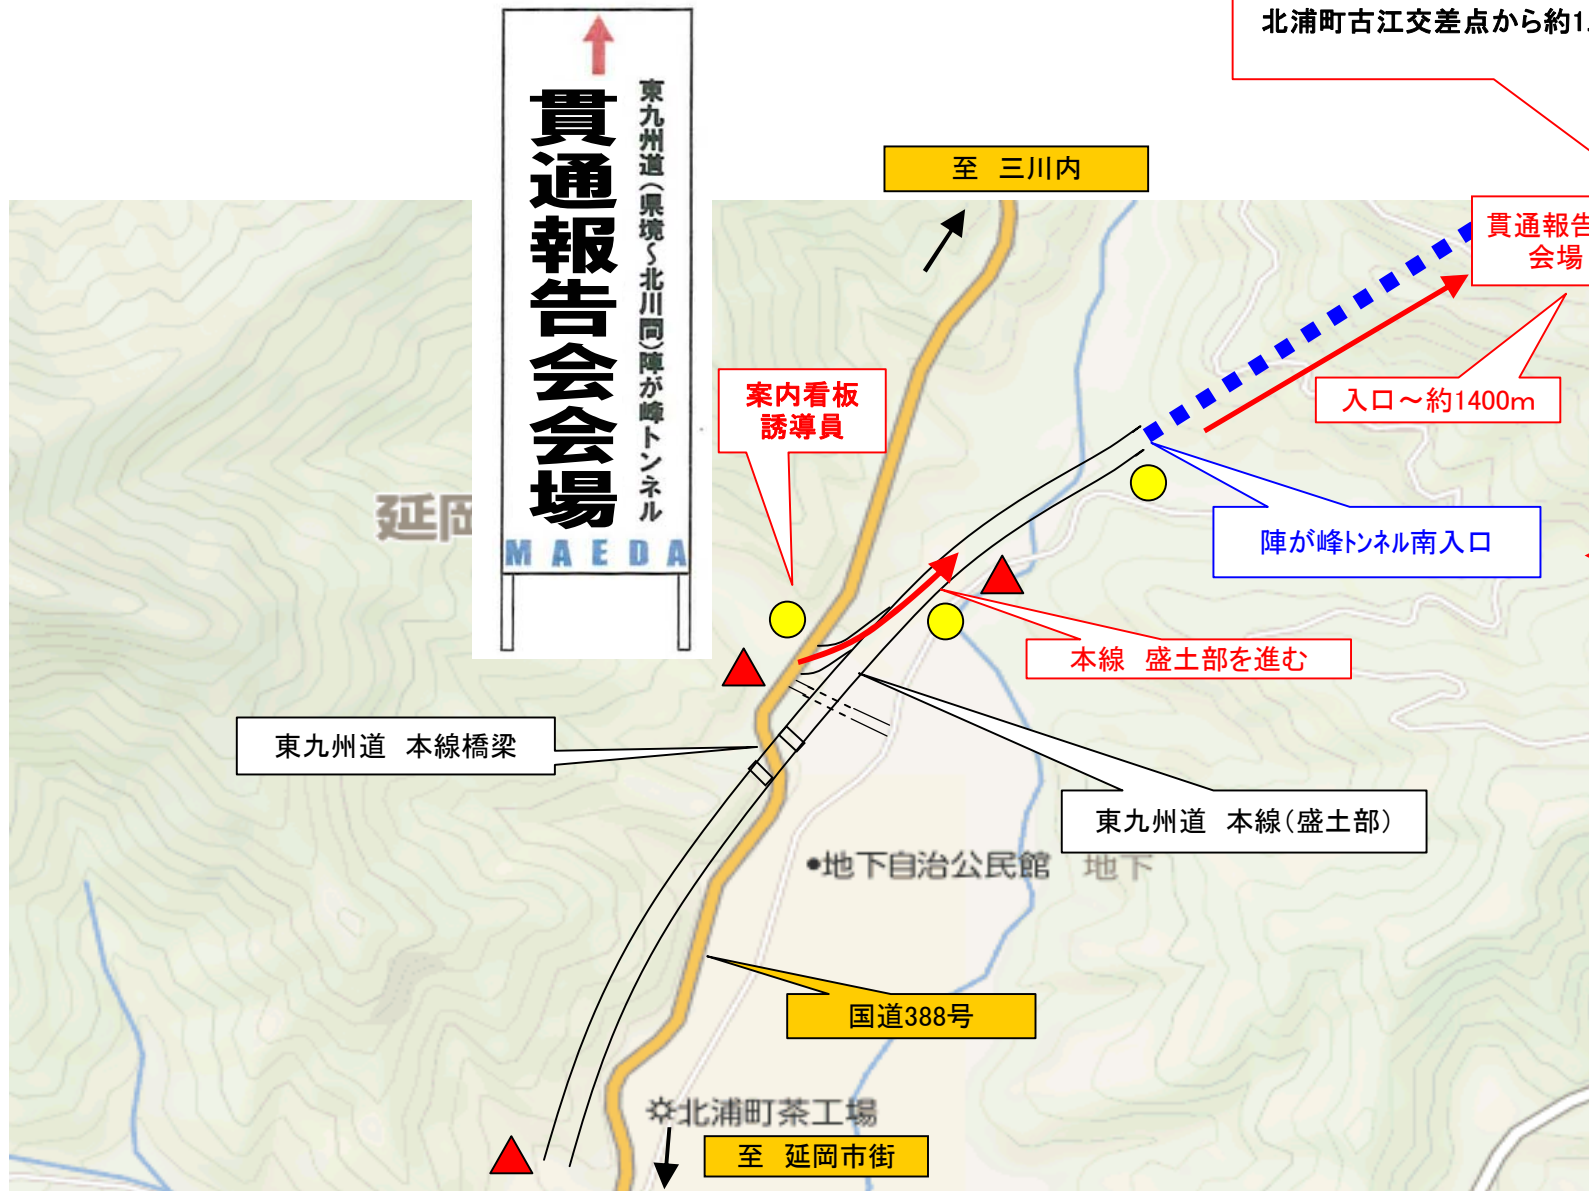 北浦町古江交差点から約1.
東九州道(県境~北川間)陣が峰トンネル
貫通報告会会場
MAEDA
至 三川内
貫通報告
会場
入口～約1400m
案内看板
誘導員
延岡
陣が峰トンネル南入口
本線 盛土部を進む
東九州道 本線橋梁
東九州道 本線(盛土部)
地下自治公民館
地下
国道388号
北浦町茶工場
至 延岡市街